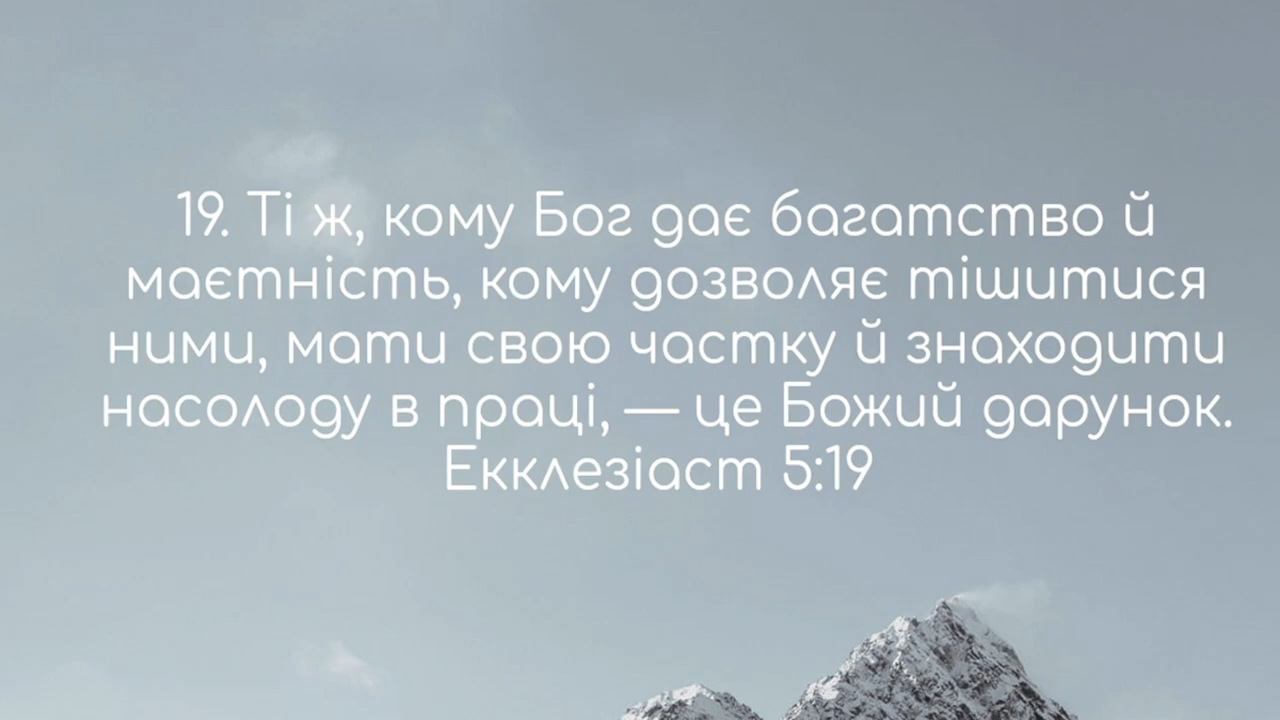 19. Ті ж, кому Бог дає багатство й
маєтність, кому дозволяє тішитися
ними, мати свою частку й знаходити
насолоду в праці, — це Божий дарунок.
Екклезіаст 5:19